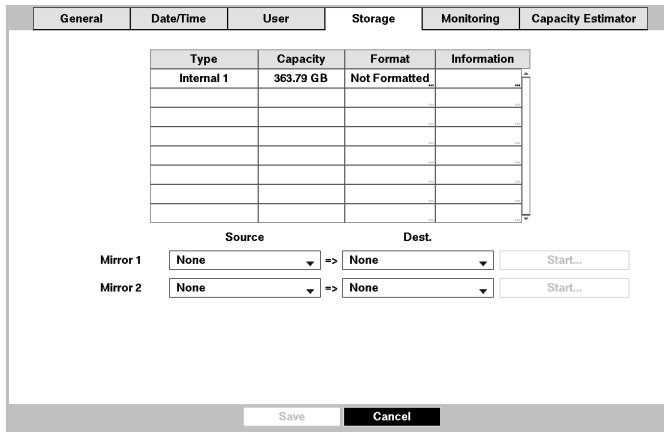 General Date/Time User Storage Monitoring Capacity Estimator
Type Capacity Format Information
Internal 1 363.79 GB Not Formatted... ...
... ...
... ...
... ...
... ...
... ...
... ...
... ...
Source Dest.
Mirror 1 None => None Start...
Mirror 2 None => None Start...
Save Cancel